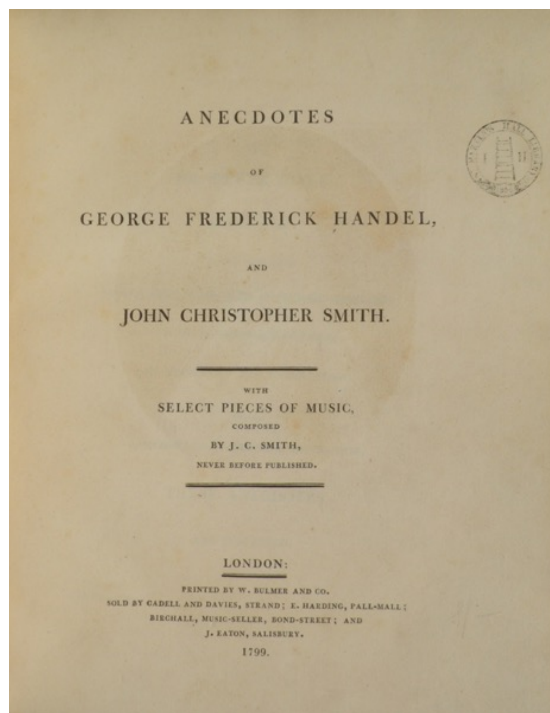 ANECDOTES
OF
GEORGE FREDERICK HANDEL,
AND
JOHN CHRISTOPHER SMITH.
WITH
SELECT PIECES OF MUSIC,
COMPOSED
BY J. C. SMITH,
NEVER BEFORE PUBLISHED.
LONDON:
PRINTED BY W. BULMER AND CO.
SOLD BY CADELL AND DAVIES, STRAND; E. HARDING, PALL-MALL;
BIRCHALL, MUSIC-SELLER, BOND-STREET; AND
J. EATON, SALISBURY.
1799.